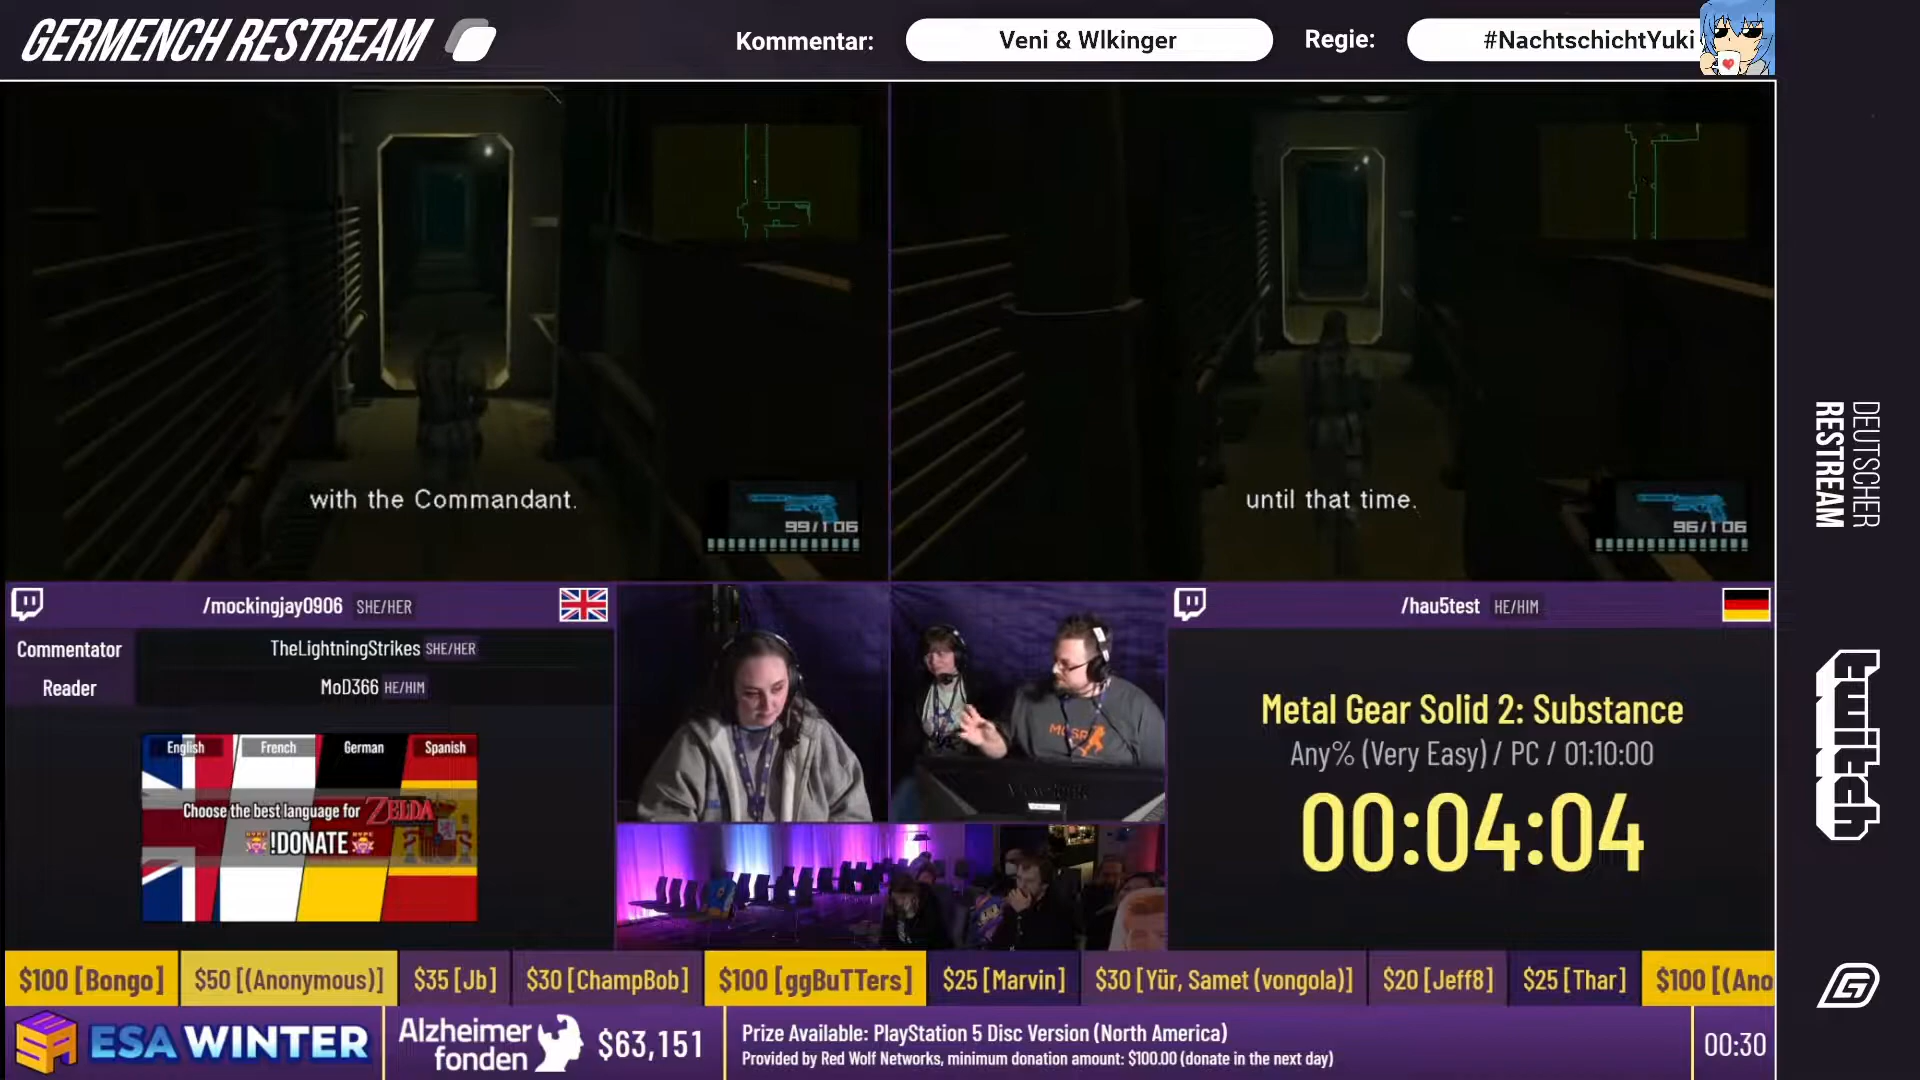 GERMENCH RESTREAM
Kommentar:
Veni & Wlkinger
Regie:
#NachtschichtYuki
with the Commandant.
99/106
until that time.
96/106
/mockingjay0906 SHE/HER
Commentator
TheLightningStrikes SHE/HER
Reader
MoD366 HE/HIM
English
French
German
Spanish
Choose the best language for ZELDA
!DONATE
/hau5test HE/HIM
Metal Gear Solid 2: Substance
Any% (Very Easy) / PC / 01:10:00
00:04:04
$100 [Bongo]
$50 [(Anonymous)]
$35 [Jb]
$30 [ChampBob]
$100 [ggBuTTers]
$25 [Marvin]
$30 [Yür, Samet (vongola)]
$20 [Jeff8]
$25 [Thar]
$100 [(Ano
ESA WINTER
Alzheimer
fonden
$63,151
Prize Available: PlayStation 5 Disc Version (North America)
Provided by Red Wolf Networks, minimum donation amount: $100.00 (donate in the next day)
00:30
DEUTSCHER
RESTREAM
twitch